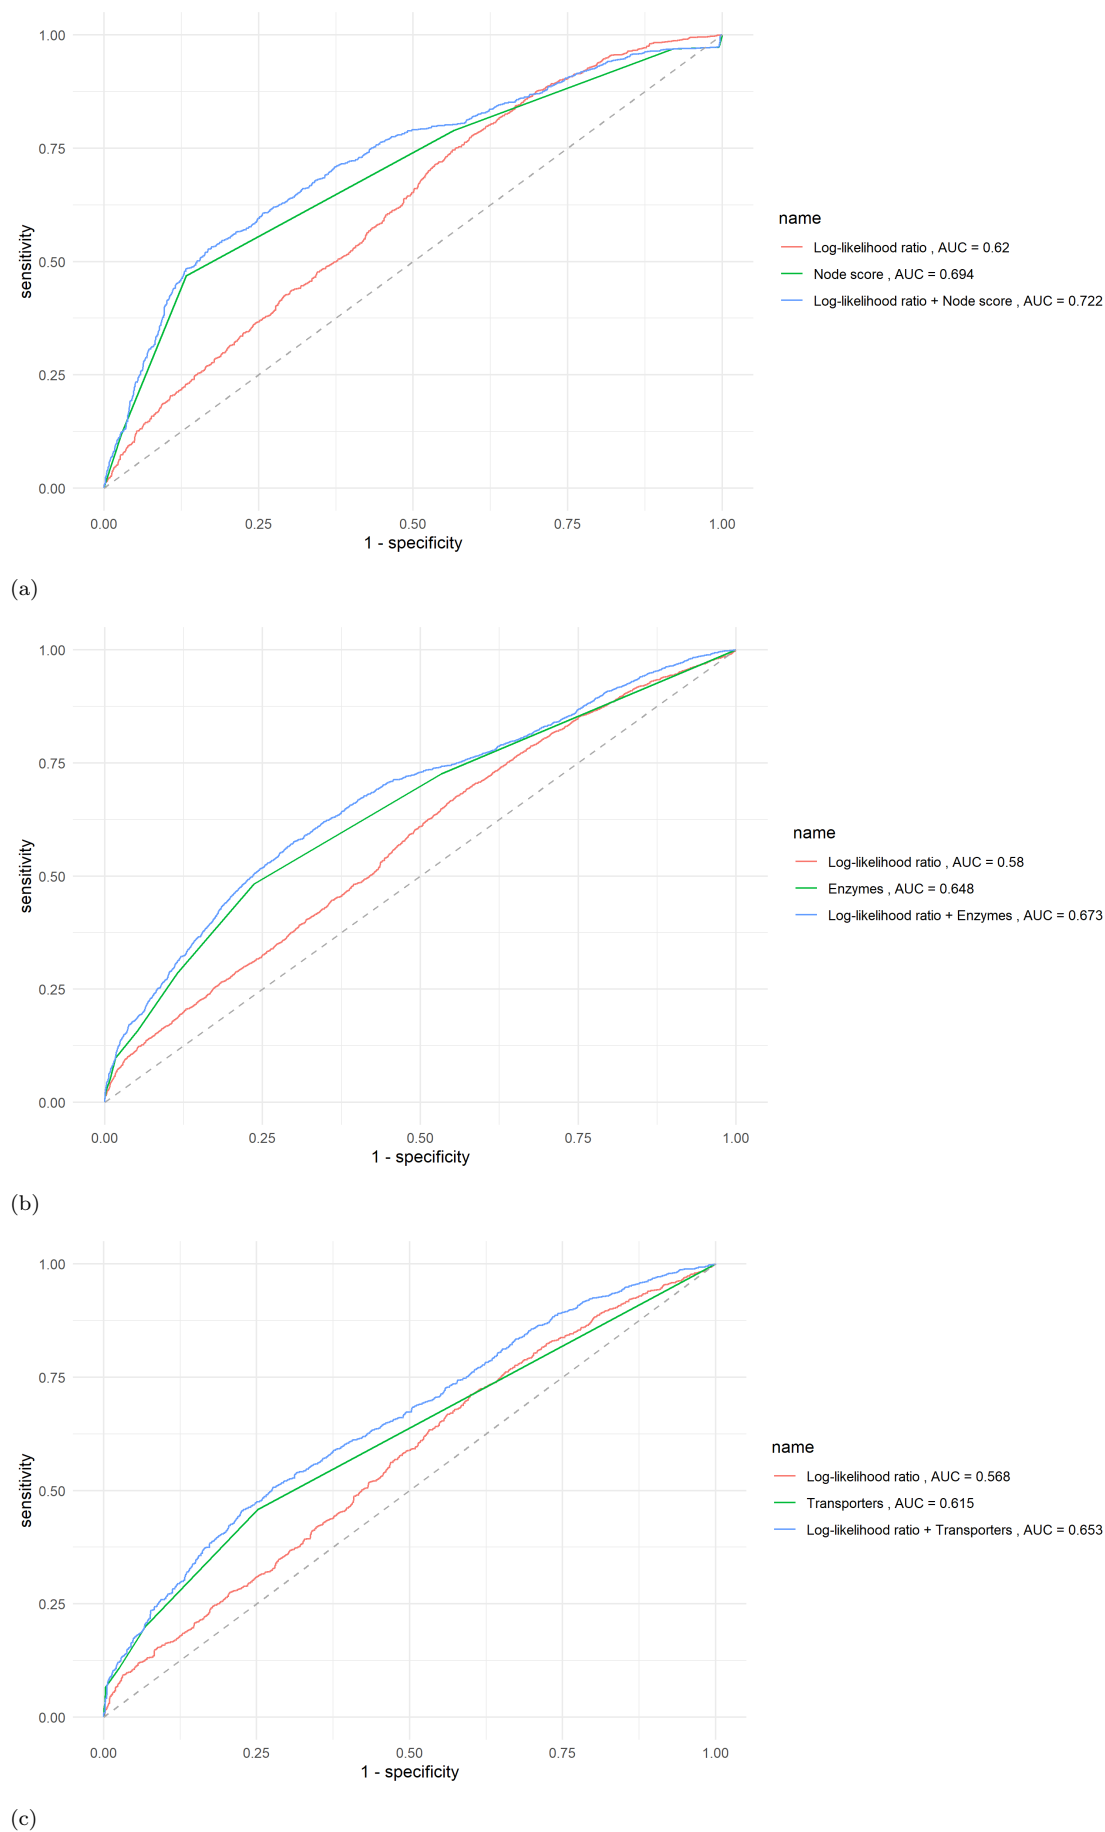 1.00
0.75
0.50
0.25
0.00
sensitivity
0.00 0.25 0.50 0.75 1.00
1 - specificity
name
Log-likelihood ratio , AUC = 0.62
Node score , AUC = 0.694
Log-likelihood ratio + Node score , AUC = 0.722
(a)
1.00
0.75
0.50
0.25
0.00
sensitivity
0.00 0.25 0.50 0.75 1.00
1 - specificity
name
Log-likelihood ratio , AUC = 0.58
Enzymes , AUC = 0.648
Log-likelihood ratio + Enzymes , AUC = 0.673
(b)
1.00
0.75
0.50
0.25
0.00
sensitivity
0.00 0.25 0.50 0.75 1.00
1 - specificity
name
Log-likelihood ratio , AUC = 0.568
Transporters , AUC = 0.615
Log-likelihood ratio + Transporters , AUC = 0.653
(c)